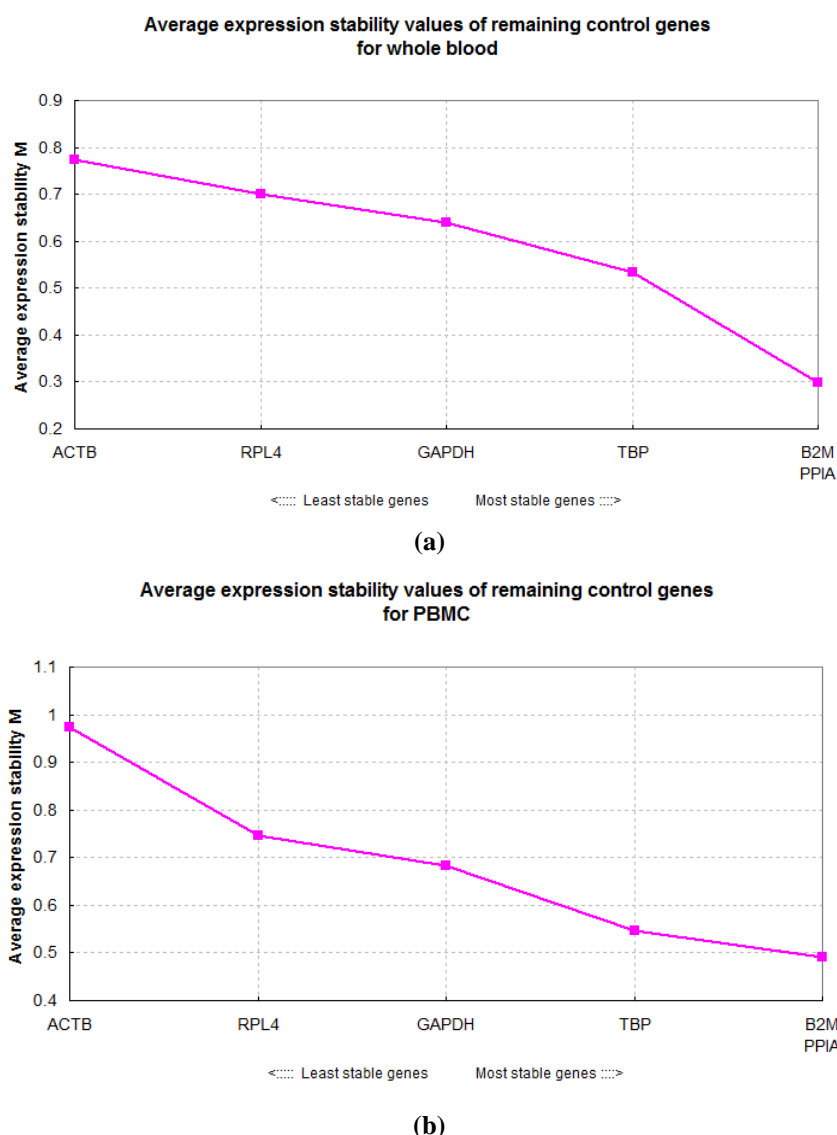 Average expression stability values of remaining control genes
for whole blood
Average expression stability M
0.9
0.8
0.7
0.6
0.5
0.4
0.3
0.2
ACTB RPL4 GAPDH TBP B2M
PPIA
<::::: Least stable genes Most stable genes ::::>
(a)
Average expression stability values of remaining control genes
for PBMC
Average expression stability M
1.1
1
0.9
0.8
0.7
0.6
0.5
0.4
ACTB RPL4 GAPDH TBP B2M
PPIA
<::::: Least stable genes Most stable genes ::::>
(b)